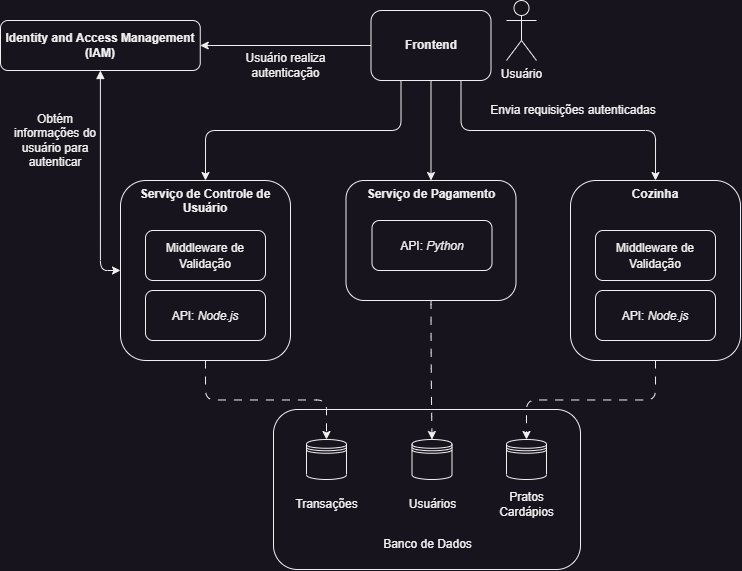 Identity and Access Management
(IAM)
Frontend
Usuário
Usuário realiza
autenticação
Obtém
informações do
usuário para
autenticar
Envia requisições autenticadas
Serviço de Controle de
Usuário
Middleware de
Validação
API: Node.js
Serviço de Pagamento
API: Python
Cozinha
Middleware de
Validação
API: Node.js
Transações
Usuários
Pratos
Cardápios
Banco de Dados